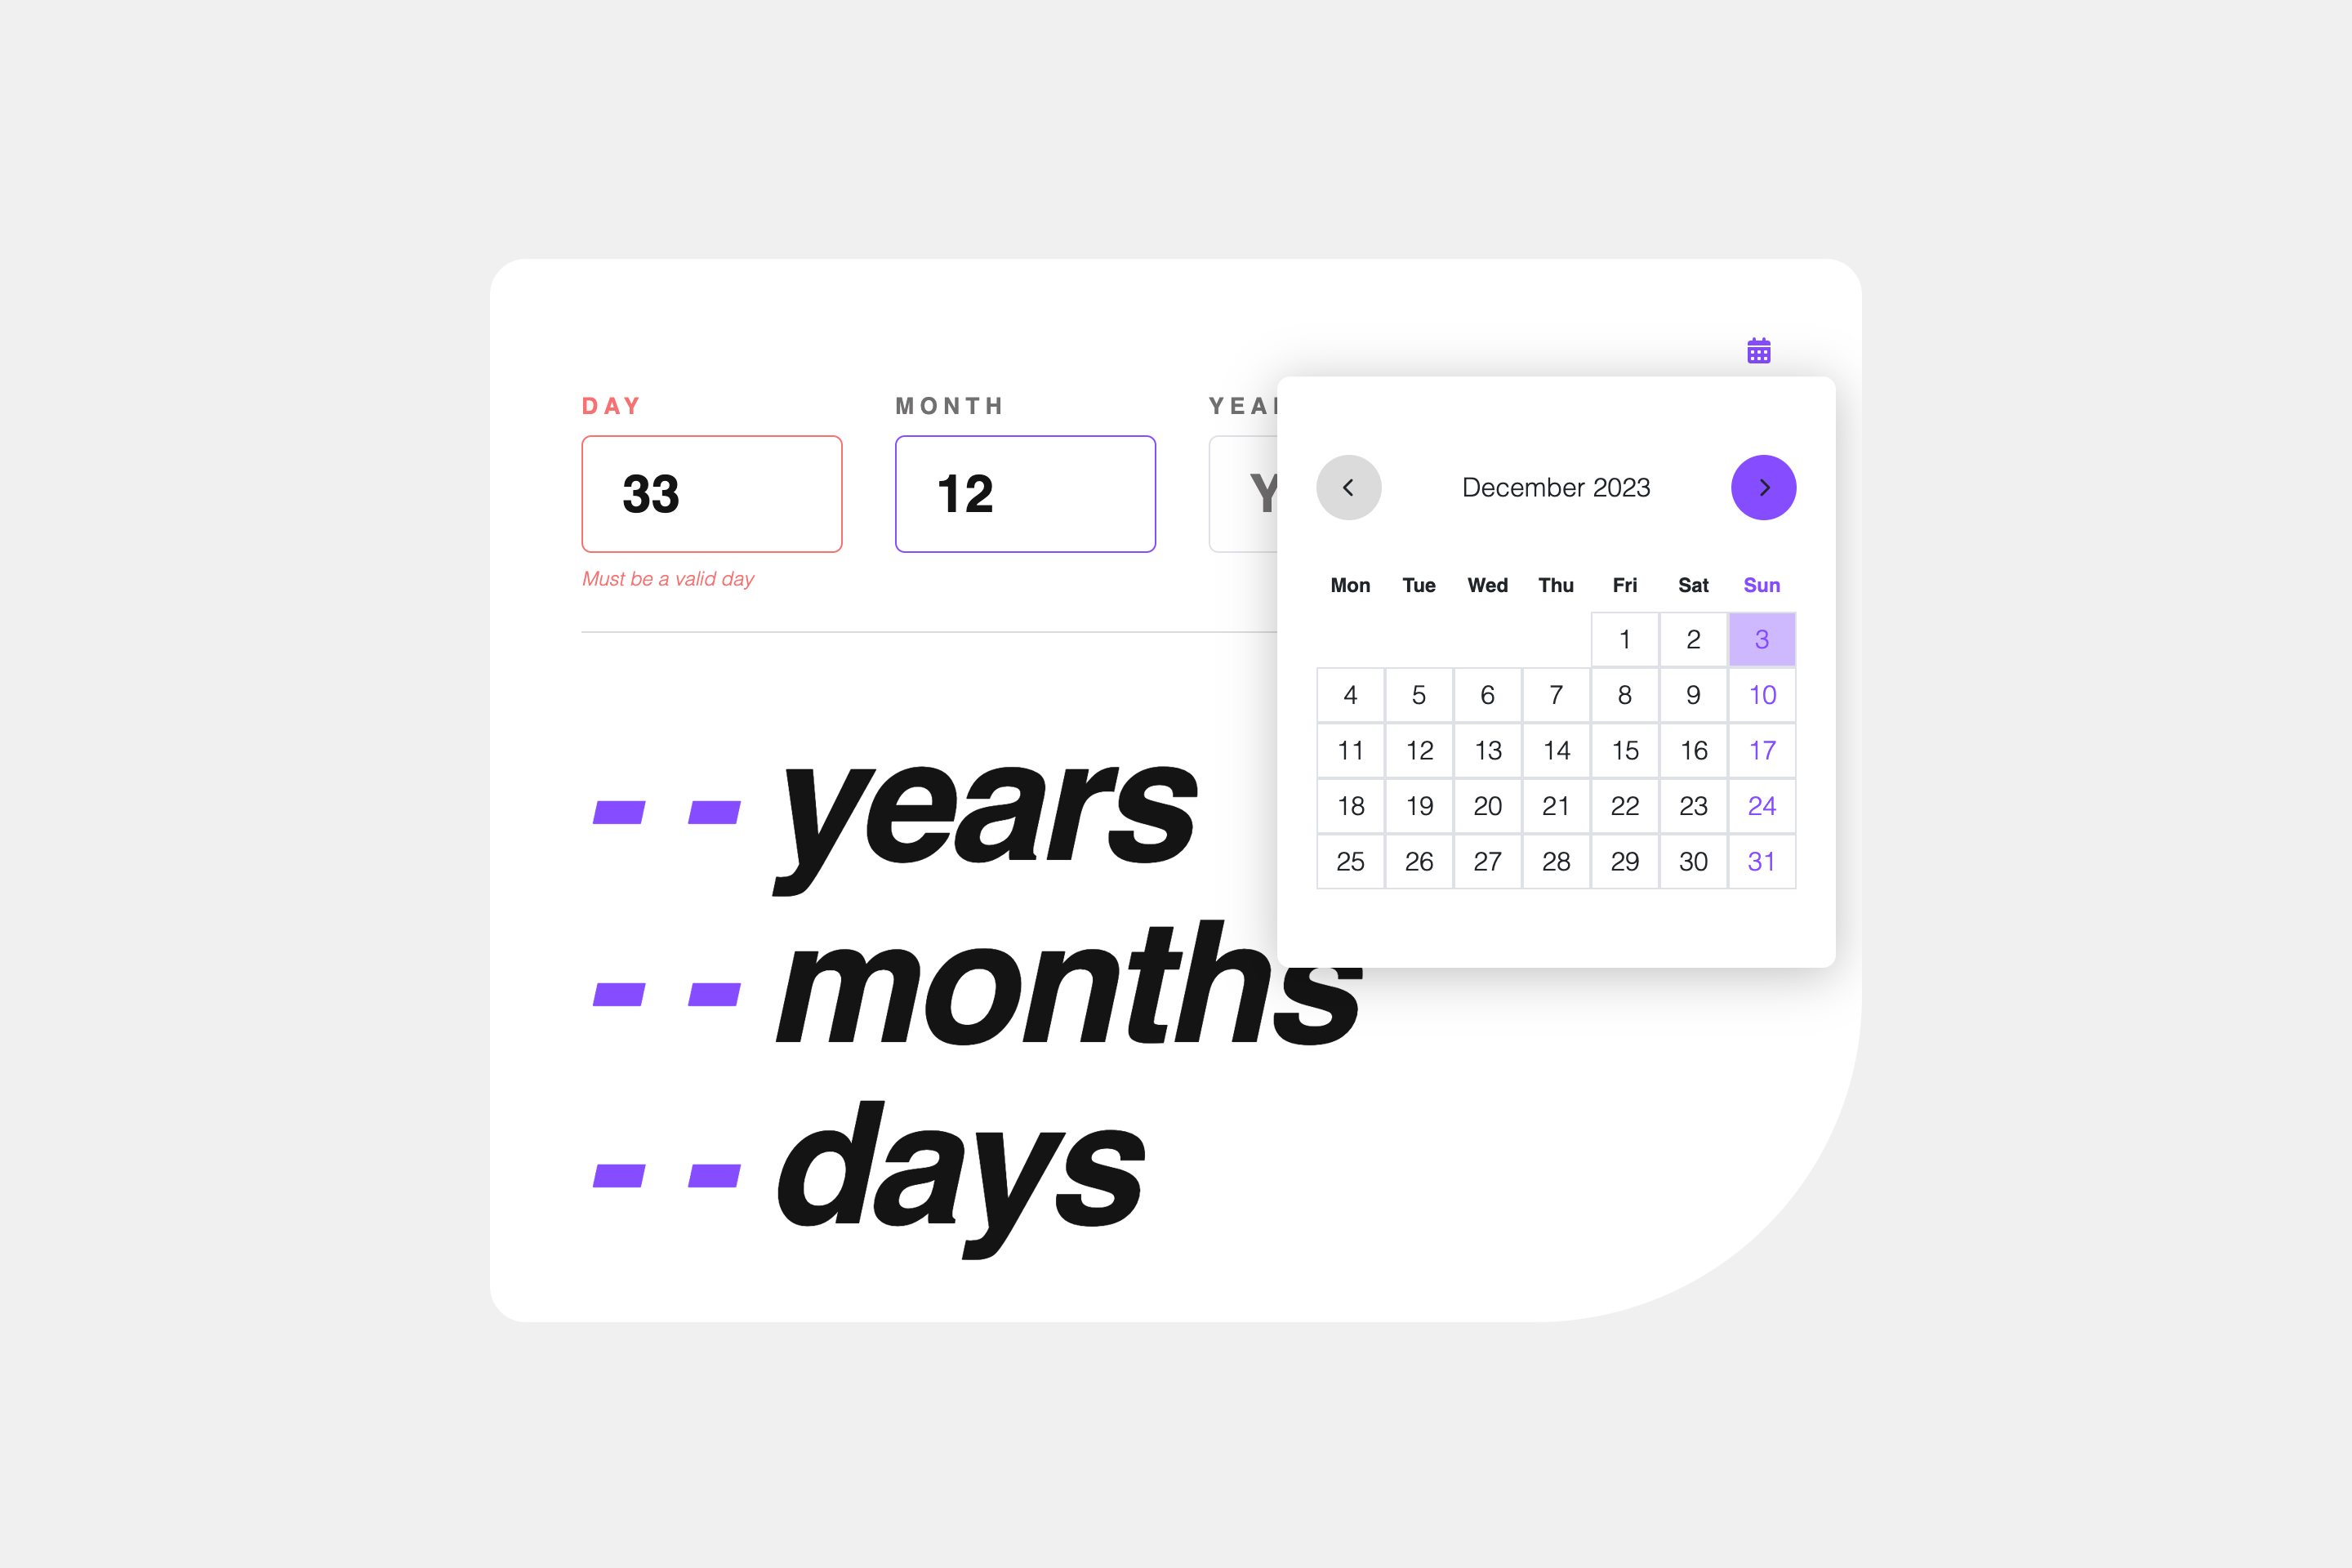 DAY MONTH YEA
33 12 Y
Must be a valid day
December 2023
Mon Tue Wed Thu Fri Sat Sun
1 2 3
4 5 6 7 8 9 10
11 12 13 14 15 16 17
18 19 20 21 22 23 24
25 26 27 28 29 30 31
-- years
-- months
-- days